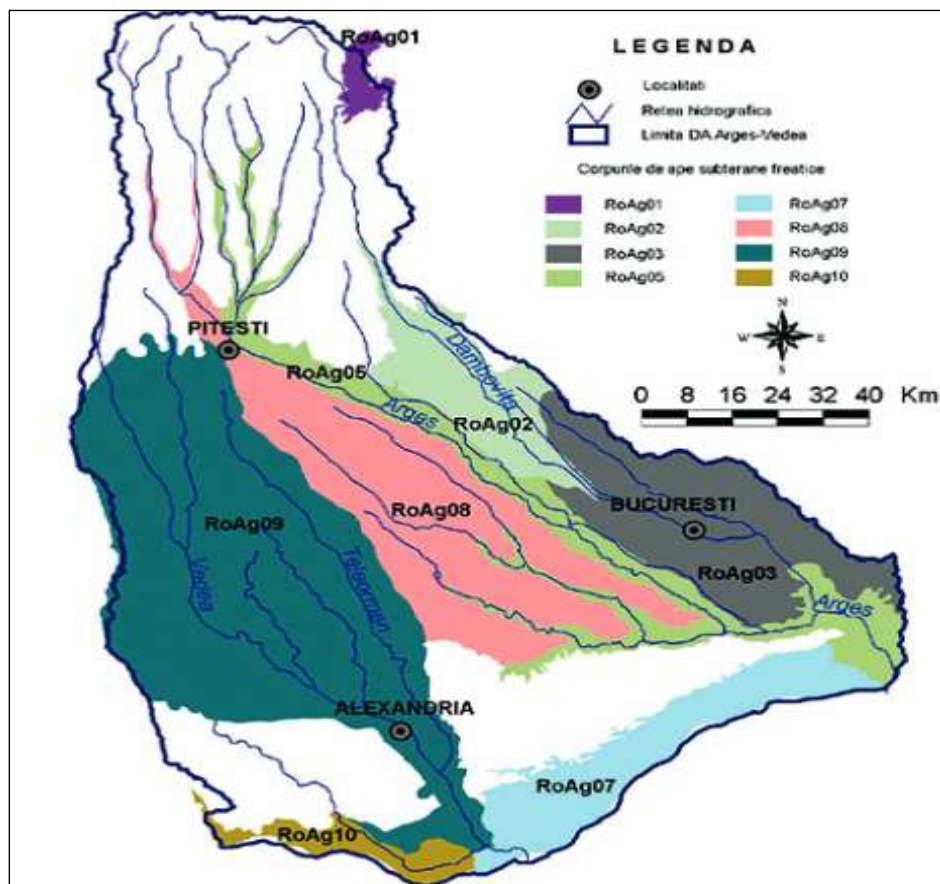 RoAg01
LEGENDA
Localitati
Retea hidrografica
Limita DA Arges-Vedea
Corpurile de ape subterane freatice
RoAg01
RoAg02
RoAg03
RoAg05
RoAg07
RoAg08
RoAg09
RoAg10
N
W E
S
0 8 16 24 32 40 Km
PITESTI
RoAg05
Dambovita
Arges
RoAg02
BUCURESTI
RoAg08
RoAg09
RoAg03
Vedea
Teleorman
Arges
ALEXANDRIA
RoAg07
RoAg10